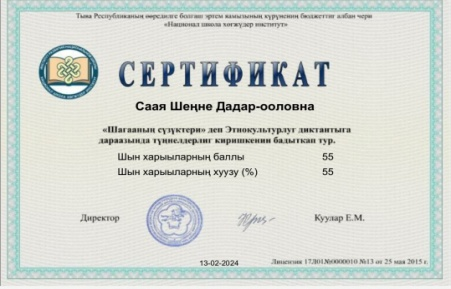 Тыва Республиканың өөредилге болгаш эртем яамызының күрүнениң бюджеттиг албан чери
«Национал школа хөгжүдер институт»
СЕРТИФИКАТ
Саая Шеңне Дадар-ооловна
«Шагааның сүзүктери» деп Этнокультурлуг диктантыга
дараазында түңнелдерлиг киришкенин бадыткап тур.
Шын харыыларның баллы 55
Шын харыыларның хуузу (%) 55
Директор Куулар Е.М.
13-02-2024
Лицензия 17Л01№0000010 №13 от 25 мая 2015 г.